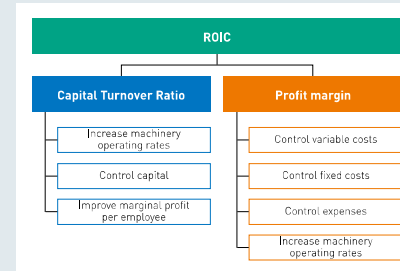 ROIC
Capital Turnover Ratio
Increase machinery
operating rates
Control capital
Improve marginal profit
per employee
Profit margin
Control variable costs
Control fixed costs
Control expenses
Increase machinery
operating rates